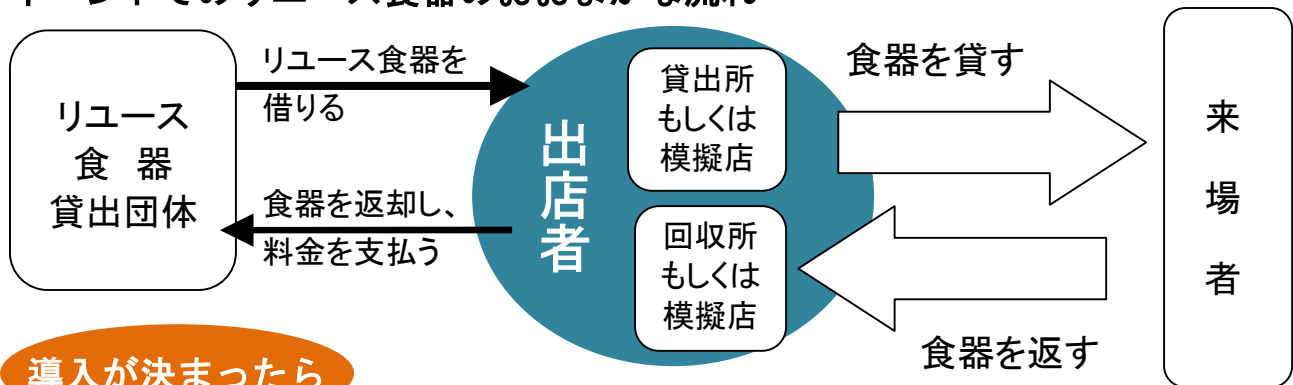 リユース
食 器
貸出団体
リユース食器を
借りる
食器を返却し、
料金を支払う
出店者
貸出所
もしくは
模擬店
回収所
もしくは
模擬店
食器を貸す
食器を返す
来場者
導入が決まったら